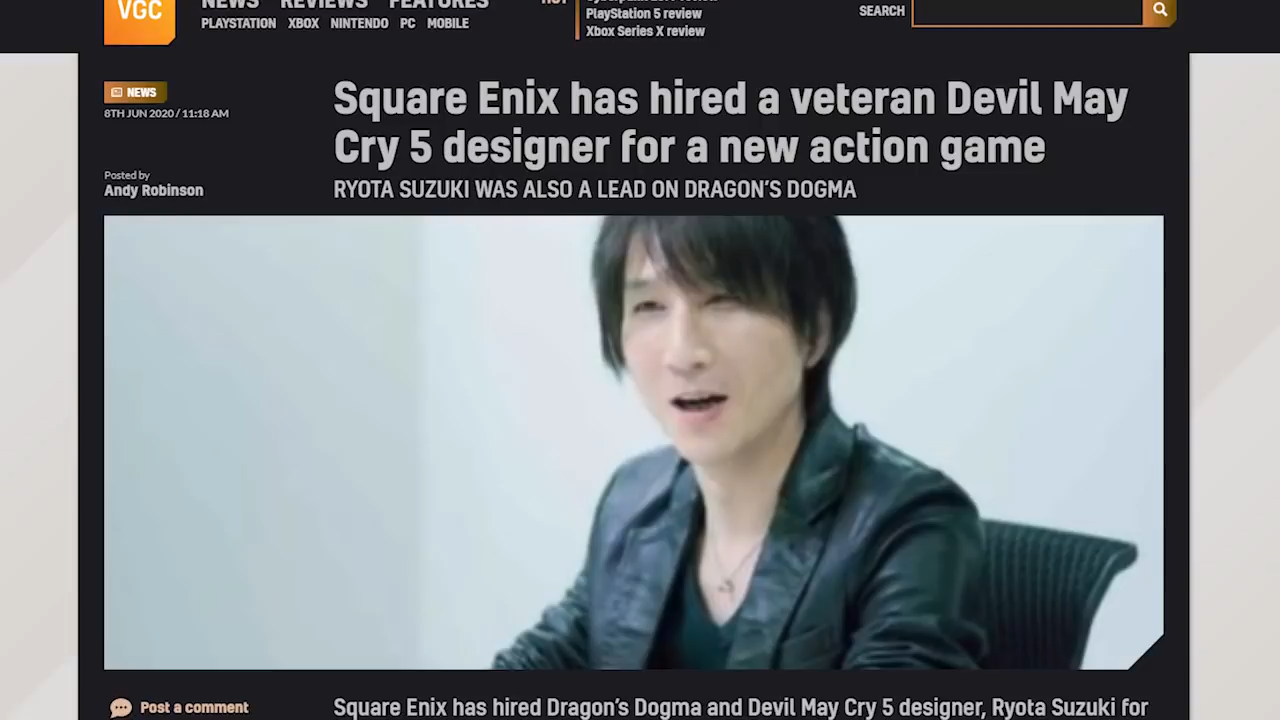 VGC
NEWS REVIEWS FEATURES
PLAYSTATION XBOX NINTENDO PC MOBILE
HOT
PlayStation 5 review
Xbox Series X review
SEARCH
NEWS
8TH JUN 2020 / 11:18 AM
Posted by
Andy Robinson
Square Enix has hired a veteran Devil May
Cry 5 designer for a new action game
RYOTA SUZUKI WAS ALSO A LEAD ON DRAGON'S DOGMA
Post a comment
Square Enix has hired Dragon's Dogma and Devil May Cry 5 designer, Ryota Suzuki for